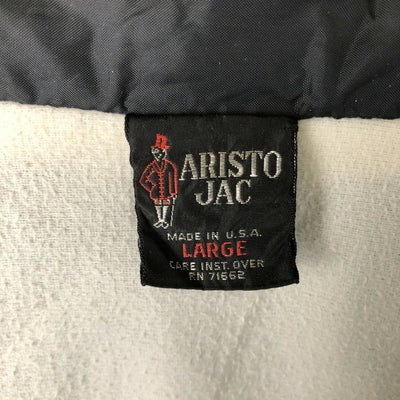 ARISTO
JAC
MADE IN U.S.A.
LARGE
CARE INST. OVER
RN 71662